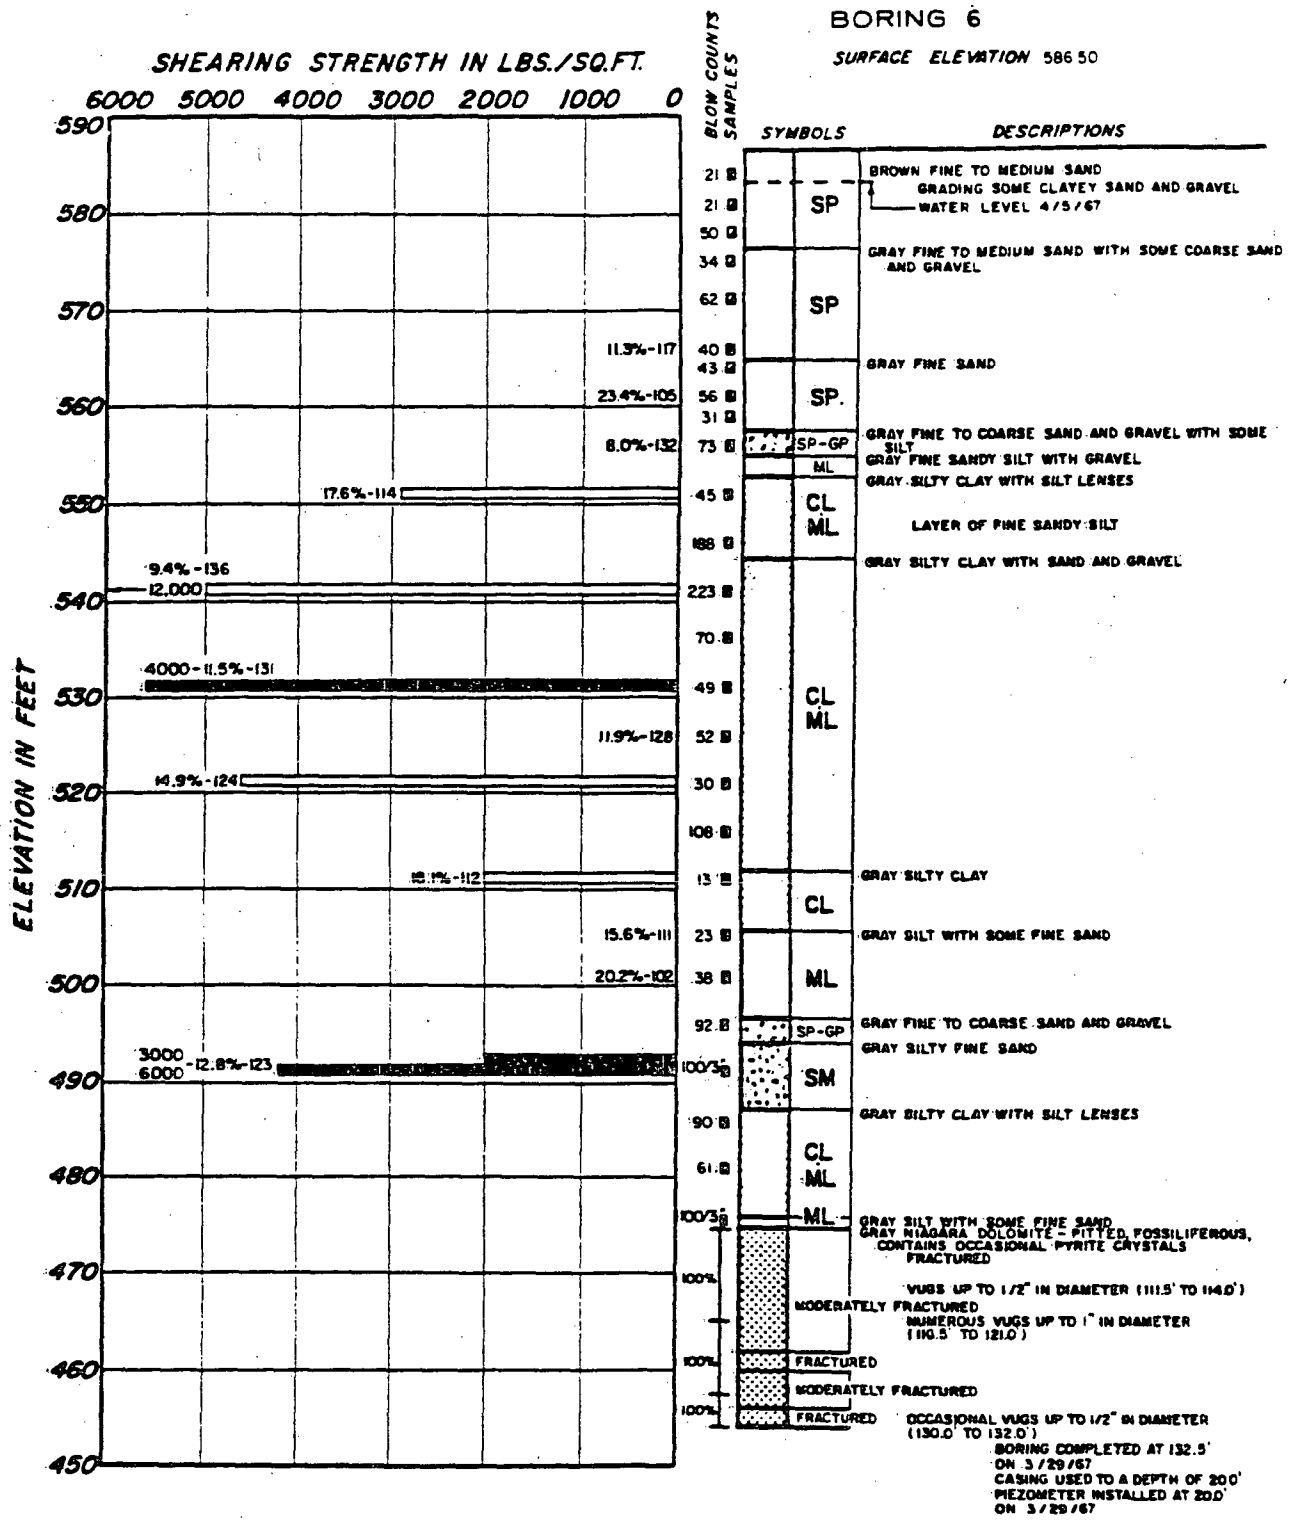 BORING 6
SURFACE ELEVATION 586 50
SHEARING STRENGTH IN LBS./SQ.FT.
6000 5000 4000 3000 2000 1000 0
BLOW COUNTS
SAMPLES
SYMBOLS
DESCRIPTIONS
ELEVATION IN FEET
590
580
570
560
550
540
530
520
510
500
490
480
470
460
450
11.3%-117
23.4%-105
8.0%-132
17.6%-114
9.4%-136
12,000
4000-11.5%-131
11.9%-128
14.9%-124
18.1%-112
15.6%-111
20.2%-102
3000
-12.8%-123
6000
21
21
50
34
62
40
43
56
31
73
45
188
223
70
49
52
30
108
13
23
38
92
100/3"
90
61
100/3"
100%
100%
100%
SP
SP
SP.
SP-GP
ML
CL
ML
CL
ML
CL
ML
SP-GP
SM
CL
ML
ML
BROWN FINE TO MEDIUM SAND
GRADING SOME CLAYEY SAND AND GRAVEL
WATER LEVEL 4/5/67
GRAY FINE TO MEDIUM SAND WITH SOME COARSE SAND
AND GRAVEL
GRAY FINE SAND
GRAY FINE TO COARSE SAND AND GRAVEL WITH SOME
SILT
GRAY FINE SANDY SILT WITH GRAVEL
GRAY SILTY CLAY WITH SILT LENSES
LAYER OF FINE SANDY SILT
GRAY SILTY CLAY WITH SAND AND GRAVEL
GRAY SILTY CLAY
GRAY SILT WITH SOME FINE SAND
GRAY FINE TO COARSE SAND AND GRAVEL
GRAY SILTY FINE SAND
GRAY SILTY CLAY WITH SILT LENSES
GRAY SILT WITH SOME FINE SAND
GRAY NIAGARA DOLOMITE - PITTED, FOSSILIFEROUS,
CONTAINS OCCASIONAL PYRITE CRYSTALS
FRACTURED
VUGS UP TO 1/2" IN DIAMETER (111.5' TO 114.0')
MODERATELY FRACTURED
NUMEROUS VUGS UP TO 1" IN DIAMETER
(116.5' TO 121.0')
FRACTURED
MODERATELY FRACTURED
FRACTURED
OCCASIONAL VUGS UP TO 1/2" IN DIAMETER
(130.0' TO 132.0')
BORING COMPLETED AT 132.5'
ON 3/29/67
CASING USED TO A DEPTH OF 20.0'
PIEZOMETER INSTALLED AT 20.0'
ON 3/29/67